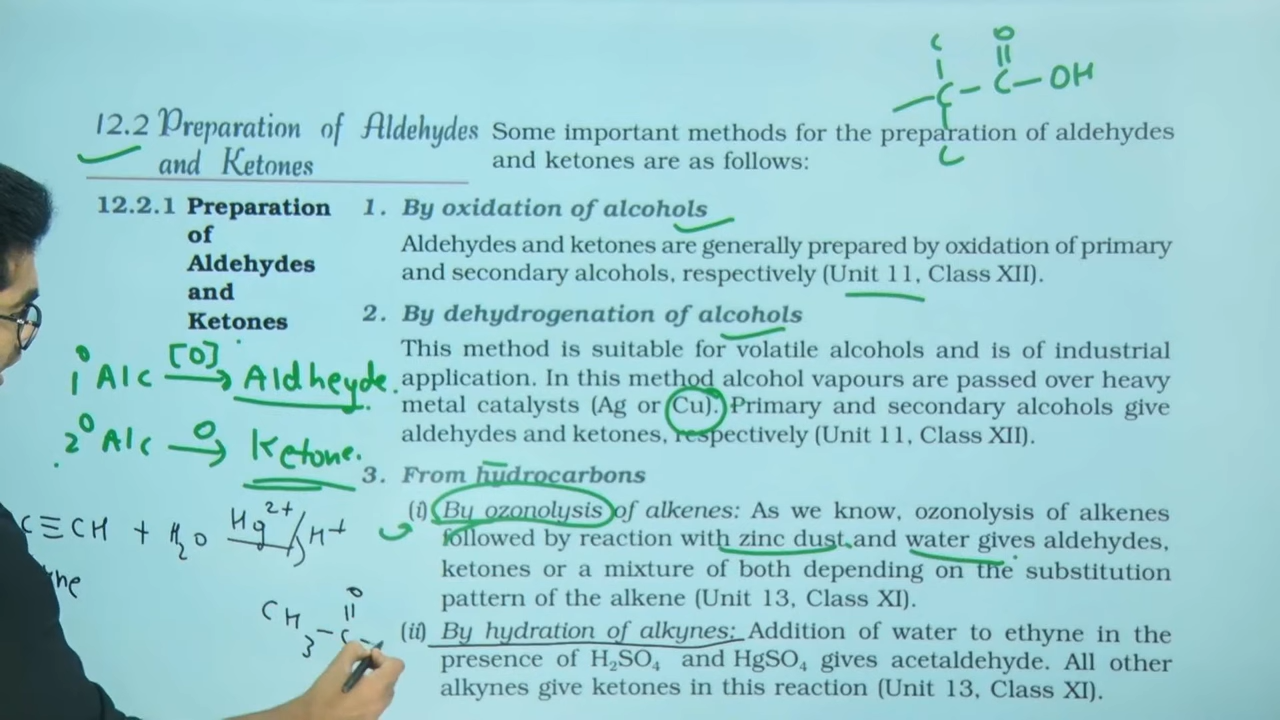 C
O
||
C - C - OH
C
12.2 Preparation of Aldehydes
and Ketones
Some important methods for the preparation of aldehydes
and ketones are as follows:
12.2.1 Preparation
of
Aldehydes
and
Ketones
1. By oxidation of alcohols
Aldehydes and ketones are generally prepared by oxidation of primary
and secondary alcohols, respectively (Unit 11, Class XII).
2. By dehydrogenation of alcohols
This method is suitable for volatile alcohols and is of industrial
application. In this method alcohol vapours are passed over heavy
metal catalysts (Ag or Cu). Primary and secondary alcohols give
aldehydes and ketones, respectively (Unit 11, Class XII).
3. From hydrocarbons
(i) By ozonolysis of alkenes: As we know, ozonolysis of alkenes
followed by reaction with zinc dust and water gives aldehydes,
ketones or a mixture of both depending on the substitution
pattern of the alkene (Unit 13, Class XI).
(ii) By hydration of alkynes: Addition of water to ethyne in the
presence of H₂SO₄ and HgSO₄ gives acetaldehyde. All other
alkynes give ketones in this reaction (Unit 13, Class XI).
1⁰ Alc [O]→ Aldheyde.
2⁰ Alc O→ Ketone.
C≡CH + H₂O Hg²⁺/H⁺
O
||
CH₃ - C -